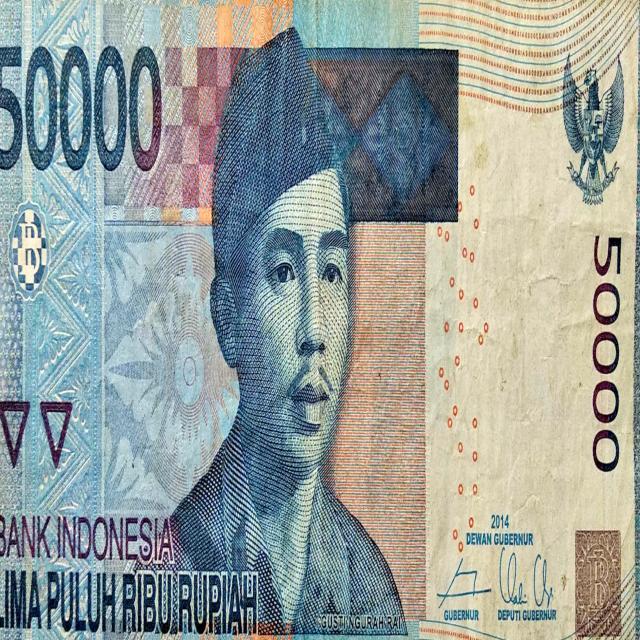 50000
50000
BANK INDONESIA
LIMA PULUH RIBU RUPIAH
I GUSTI NGURAH RAI
2014
DEWAN GUBERNUR
GUBERNUR DEPUTI GUBERNUR